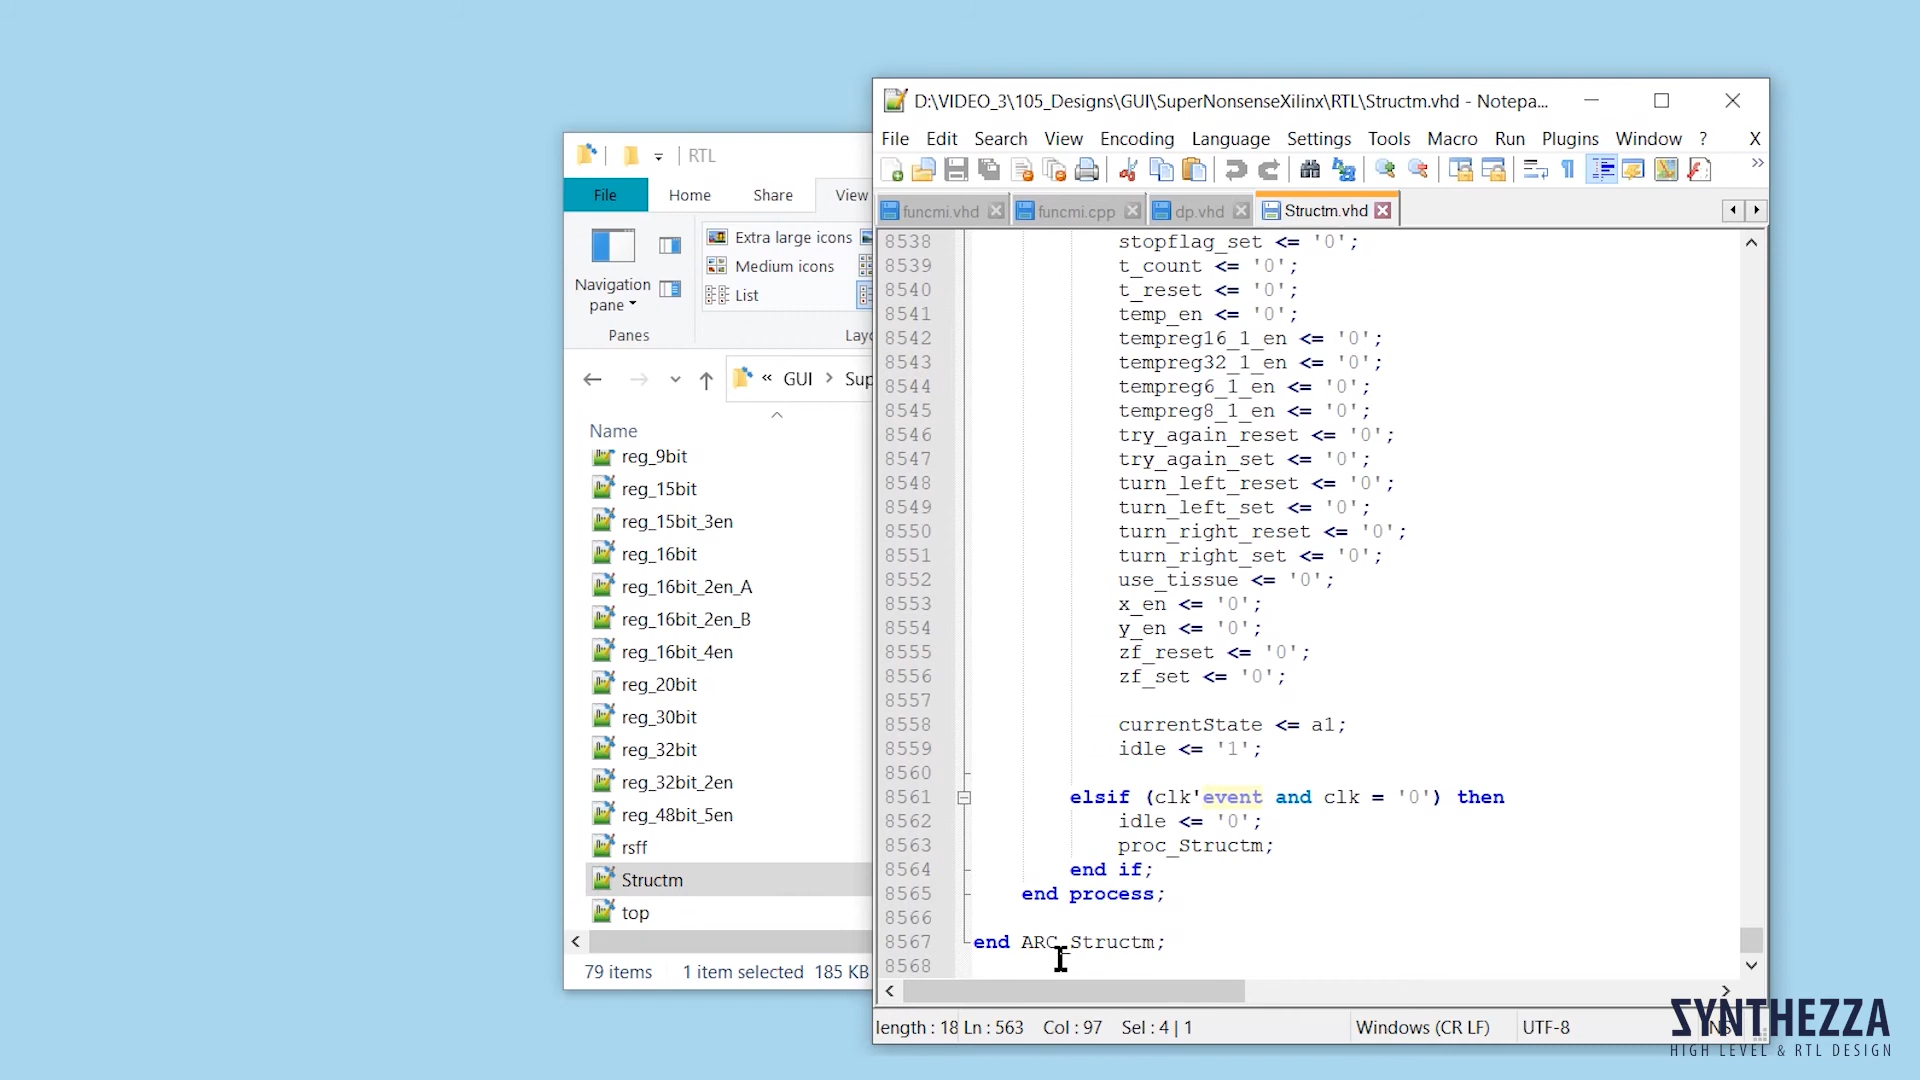 RTL
File Home Share View
Extra large icons
Medium icons
List
Navigation
pane
Panes
« GUI > Sup
Name
reg_9bit
reg_15bit
reg_15bit_3en
reg_16bit
reg_16bit_2en_A
reg_16bit_2en_B
reg_16bit_4en
reg_20bit
reg_30bit
reg_32bit
reg_32bit_2en
reg_48bit_5en
rsff
Structm
top
79 items 1 item selected 185 KB
D:\VIDEO_3\105_Designs\GUI\SuperNonsenseXilinx\RTL\Structm.vhd - Notepa...
File Edit Search View Encoding Language Settings Tools Macro Run Plugins Window ? X
funcmi.vhd funcmi.cpp dp.vhd Structm.vhd
8538 stopflag_set <= '0';
8539 t_count <= '0';
8540 t_reset <= '0';
8541 temp_en <= '0';
8542 tempreg16_1_en <= '0';
8543 tempreg32_1_en <= '0';
8544 tempreg6_1_en <= '0';
8545 tempreg8_1_en <= '0';
8546 try_again_reset <= '0';
8547 try_again_set <= '0';
8548 turn_left_reset <= '0';
8549 turn_left_set <= '0';
8550 turn_right_reset <= '0';
8551 turn_right_set <= '0';
8552 use_tissue <= '0';
8553 x_en <= '0';
8554 y_en <= '0';
8555 zf_reset <= '0';
8556 zf_set <= '0';
8557
8558 currentState <= a1;
8559 idle <= '1';
8560
8561 elsif (clk'event and clk = '0') then
8562 idle <= '0';
8563 proc_Structm;
8564 end if;
8565 end process;
8566
8567 end ARC_Structm;
8568
length : 18 Ln : 563 Col : 97 Sel : 4 | 1 Windows (CR LF) UTF-8
SYNTHEZZA
HIGH LEVEL & RTL DESIGN